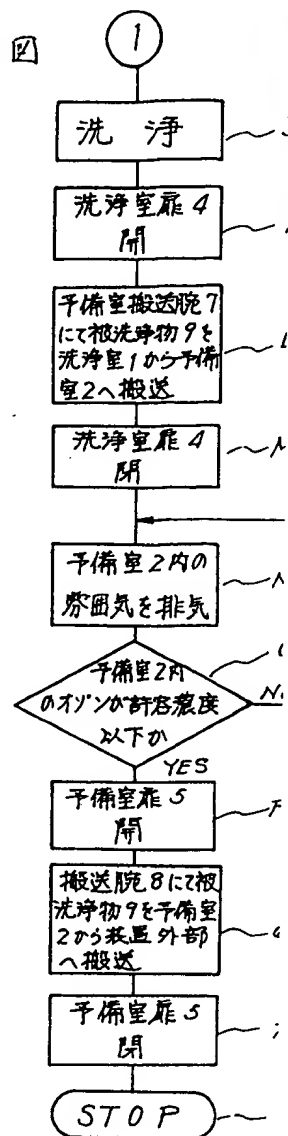 図
1
洗 浄
洗浄室扉4
開
予備室搬送腕7
にて被洗浄物9を
洗浄室1から予備
室2へ搬送
洗浄室扉4
閉
予備室2内の
雰囲気を排気
予備室2内
のオゾンが許容濃度
以下か
YES
予備室扉5
開
搬送腕8にて被
洗浄物9を予備室
2から装置外部
へ搬送
予備室扉5
閉
STOP